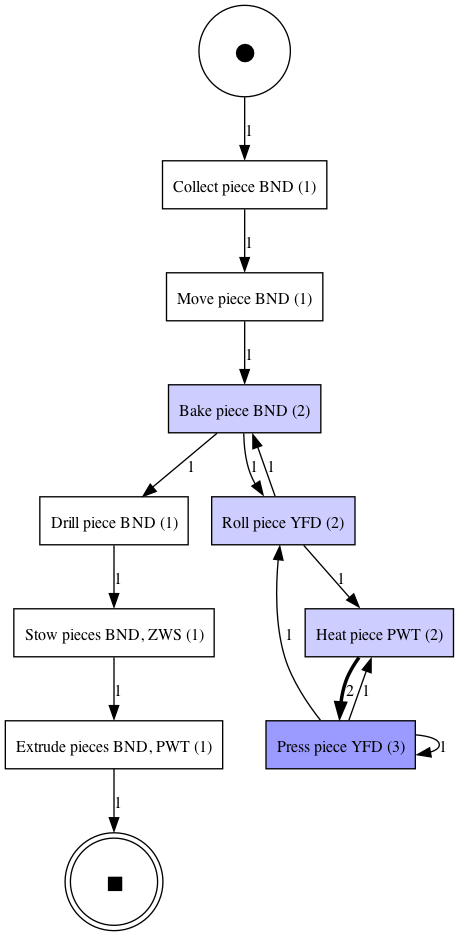 1
Collect piece BND (1)
1
Move piece BND (1)
1
Bake piece BND (2)
1
1
1
Drill piece BND (1)
Roll piece YFD (2)
1
1
Stow pieces BND, ZWS (1)
Heat piece PWT (2)
1
1
2
1
Extrude pieces BND, PWT (1)
Press piece YFD (3)
1
1